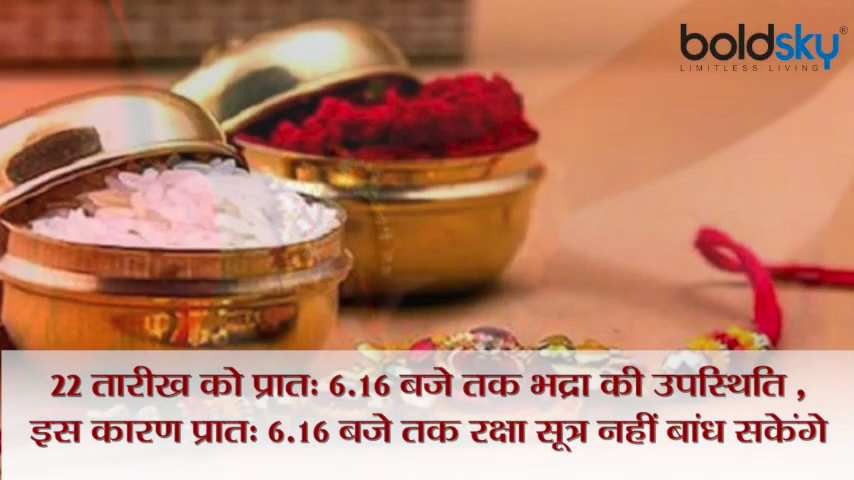 boldsky®
LIMITLESS LIVING
22 तारीख को प्रातः 6.16 बजे तक भद्रा की उपस्थिति ,
इस कारण प्रातः 6.16 बजे तक रक्षा सूत्र नहीं बांध सकेंगे